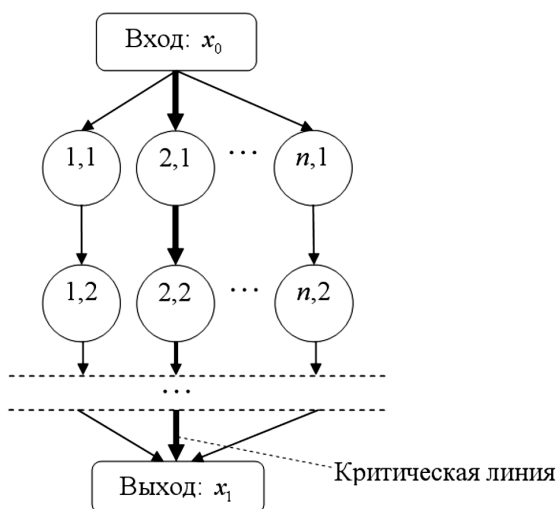 Вход: x₀
1,1 2,1 ... n,1
1,2 2,2 ... n,2
...
Критическая линия
Выход: x₁